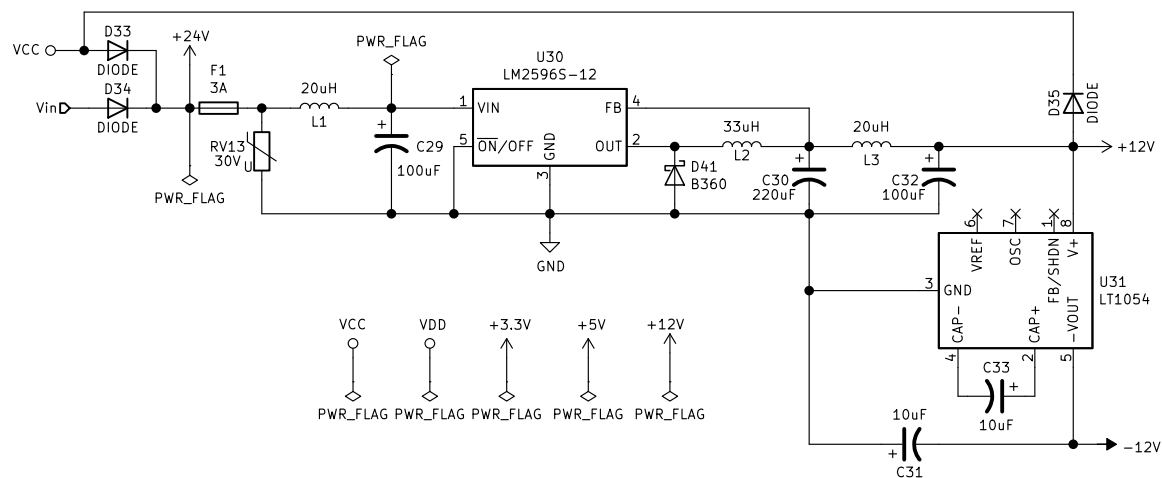 D33
VCC
DIODE
+24V
D34
Vin
DIODE
F1
3A
PWR_FLAG
20uH
L1
RV13
30V
U
PWR_FLAG
C29
100uF
+
U30
LM2596S-12
1
VIN
5
ON/OFF
GND
3
FB
4
OUT
2
GND
33uH
L2
D41
B360
+
C30
220uF
20uH
L3
+
C32
100uF
D35
DIODE
+12V
6
VREF
7
OSC
1
FB/SHDN
8
V+
U31
LT1054
3
GND
CAP-
4
CAP+
2
-VOUT
5
C33
+
10uF
10uF
+
C31
-12V
VCC
VDD
+3.3V
+5V
+12V
PWR_FLAG
PWR_FLAG
PWR_FLAG
PWR_FLAG
PWR_FLAG